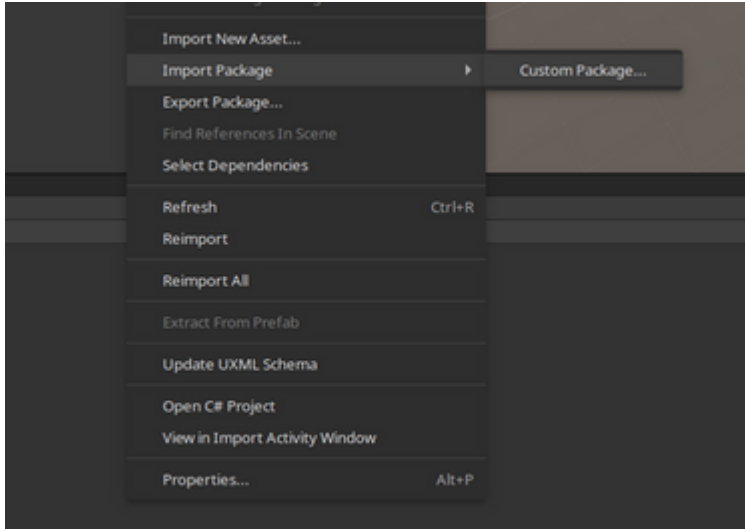 Import New Asset...
Import Package
Custom Package...
Export Package...
Find References In Scene
Select Dependencies
Refresh Ctrl+R
Reimport
Reimport All
Extract From Prefab
Update UXML Schema
Open C# Project
View in Import Activity Window
Properties... Alt+P